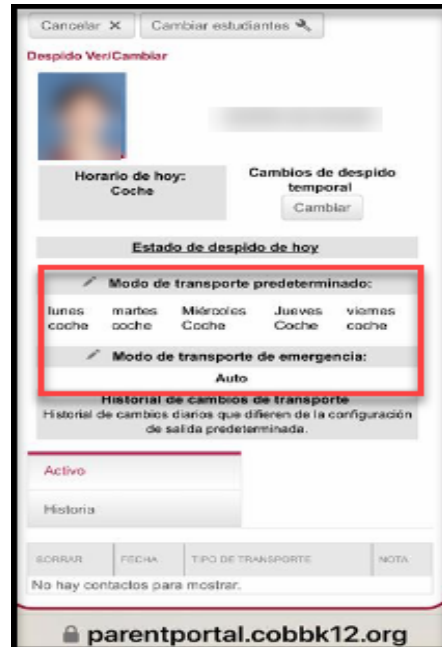 Cancelar ✕ Cambiar estudiantes
Despido Ver/Cambiar
Horario de hoy:
Coche
Cambios de despido
temporal
Cambiar
Estado de despido de hoy
Modo de transporte predeterminado:
lunes martes Miércoles Jueves viernes
coche coche Coche Coche coche
Modo de transporte de emergencia:
Auto
Historial de cambios de transporte
Historial de cambios diarios que difieren de la configuración
de salida predeterminada.
Activo
Historia
BORRAR FECHA TIPO DE TRANSPORTE NOTA
No hay contactos para mostrar.
parentportal.cobbk12.org